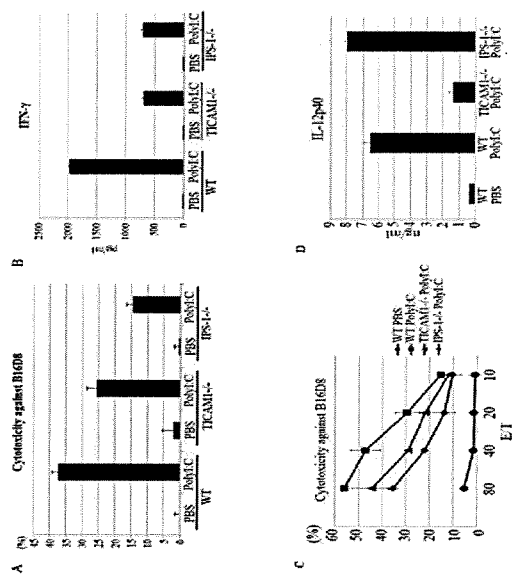 A
Cytotoxicity against B16D8
(%)
45
40
35
30
25
20
15
10
5
0
PBS PolyI:C PBS PolyI:C PBS PolyI:C
WT TICAM1-/- IPS-1-/-
B
IFN-γ
2500
2000
1500
1000
500
0
pg/ml
PBS PolyI:C PBS PolyI:C PBS PolyI:C
WT TICAM1-/- IPS-1-/-
C
Cytotoxicity against B16D8
(%)
60
50
40
30
20
10
0
80 40 20 10
E/T
WT PBS
WT PolyI:C
TICAM1-/- PolyI:C
IPS-1-/- PolyI:C
D
IL-12p40
9
8
7
6
5
4
3
2
1
0
ng/ml
WT WT TICAM1-/- IPS-1-/-
PBS PolyI:C PolyI:C PolyI:C